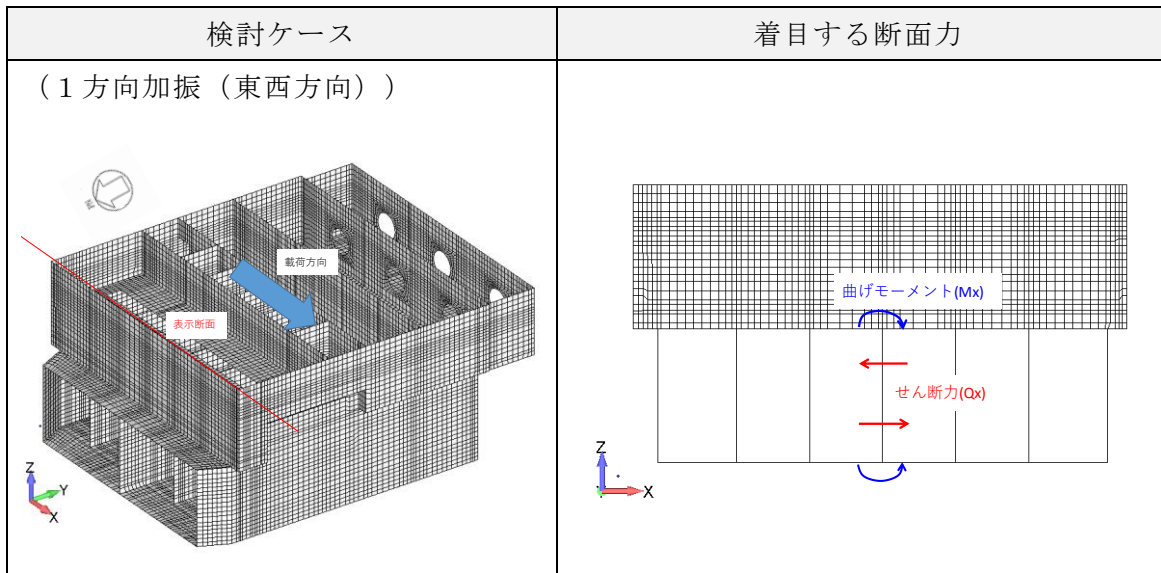 検討ケース
着目する断面力
(1方向加振(東西方向))
N
載荷方向
表示断面
Z
Y
X
曲げモーメント(Mx)
せん断力(Qx)
Z
Y
X